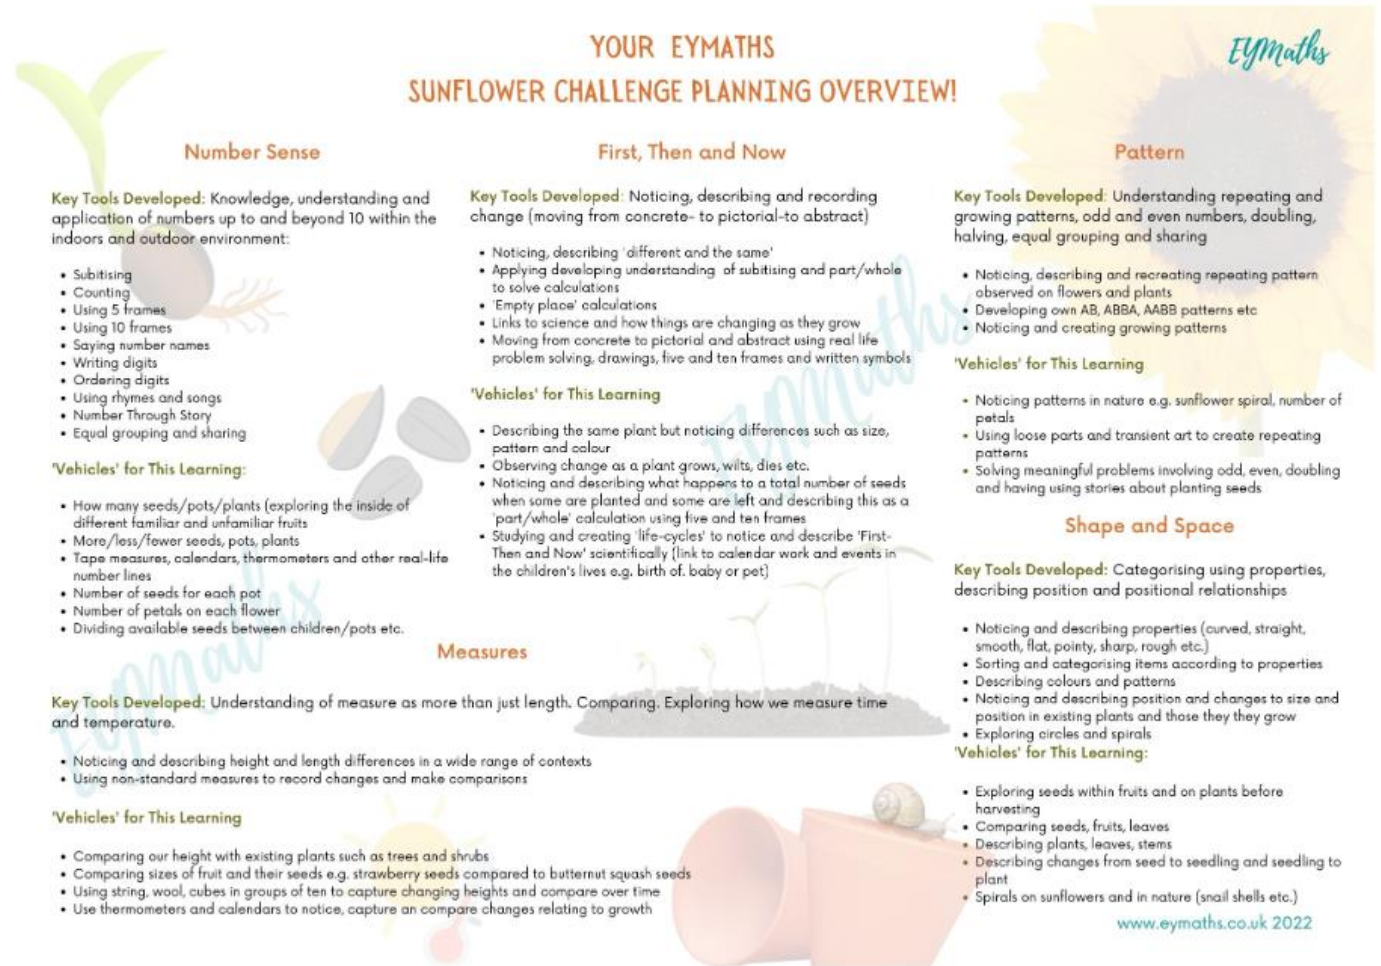 YOUR EYMATHS
SUNFLOWER CHALLENGE PLANNING OVERVIEW!
EYMaths
Number Sense
Key Tools Developed: Knowledge, understanding and
application of numbers up to and beyond 10 within the
indoors and outdoor environment:
• Subitising
• Counting
• Using 5 frames
• Using 10 frames
• Saying number names
• Writing digits
• Ordering digits
• Using rhymes and songs
• Number Through Story
• Equal grouping and sharing
'Vehicles' for This Learning:
• How many seeds/pots/plants (exploring the inside of
different familiar and unfamiliar fruits
• More/less/fewer seeds, pots, plants
• Tape measures, calendars, thermometers and other real-life
number lines
• Number of seeds for each pot
• Number of petals on each flower
• Dividing available seeds between children/pots etc.
First, Then and Now
Key Tools Developed: Noticing, describing and recording
change (moving from concrete- to pictorial-to abstract)
• Noticing, describing 'different and the same'
• Applying developing understanding of subitising and part/whole
to solve calculations
• 'Empty place' calculations
• Links to science and how things are changing as they grow
• Moving from concrete to pictorial and abstract using real life
problem solving, drawings, five and ten frames and written symbols
'Vehicles' for This Learning
• Describing the same plant but noticing differences such as size,
pattern and colour
• Observing change as a plant grows, wilts, dies etc.
• Noticing and describing what happens to a total number of seeds
when some are planted and some are left and describing this as a
'part/whole' calculation using five and ten frames
• Studying and creating 'life-cycles' to notice and describe 'First-
Then and Now' scientifically (link to calendar work and events in
the children's lives e.g. birth of. baby or pet)
Pattern
Key Tools Developed: Understanding repeating and
growing patterns, odd and even numbers, doubling,
halving, equal grouping and sharing
• Noticing, describing and recreating repeating pattern
observed on flowers and plants
• Developing own AB, ABBA, AABB patterns etc
• Noticing and creating growing patterns
'Vehicles' for This Learning
• Noticing patterns in nature e.g. sunflower spiral, number of
petals
• Using loose parts and transient art to create repeating
patterns
• Solving meaningful problems involving odd, even, doubling
and having using stories about planting seeds
Shape and Space
Key Tools Developed: Categorising using properties,
describing position and positional relationships
• Noticing and describing properties (curved, straight,
smooth, flat, pointy, sharp, rough etc.)
• Sorting and categorising items according to properties
• Describing colours and patterns
• Noticing and describing position and changes to size and
position in existing plants and those they they grow
• Exploring circles and spirals
'Vehicles' for This Learning:
• Exploring seeds within fruits and on plants before
harvesting
• Comparing seeds, fruits, leaves
• Describing plants, leaves, stems
• Describing changes from seed to seedling and seedling to
plant
• Spirals on sunflowers and in nature (snail shells etc.)
Measures
Key Tools Developed: Understanding of measure as more than just length. Comparing. Exploring how we measure time
and temperature.
• Noticing and describing height and length differences in a wide range of contexts
• Using non-standard measures to record changes and make comparisons
'Vehicles' for This Learning
• Comparing our height with existing plants such as trees and shrubs
• Comparing sizes of fruit and their seeds e.g. strawberry seeds compared to butternut squash seeds
• Using string, wool, cubes in groups of ten to capture changing heights and compare over time
• Use thermometers and calendars to notice, capture an compare changes relating to growth
www.eymaths.co.uk 2022
EYMaths
EYMaths